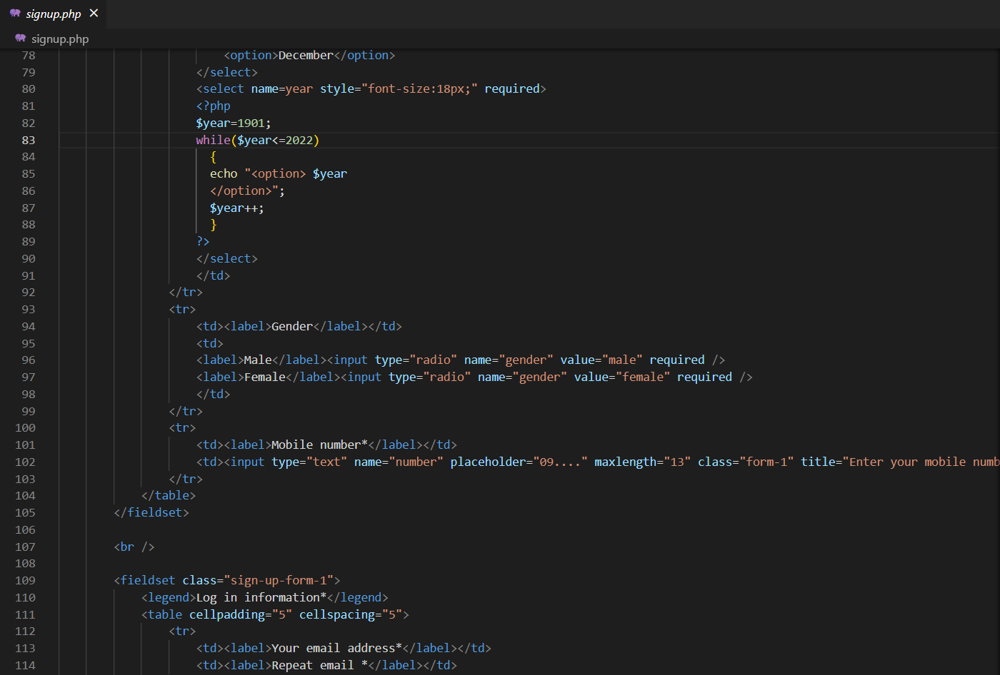 signup.php
signup.php
78 <option>December</option>
79 </select>
80 <select name=year style="font-size:18px;" required>
81 <?php
82 $year=1901;
83 while($year<=2022)
84 {
85 echo "<option> $year
86 </option>";
87 $year++;
88 }
89 ?>
90 </select>
91 </td>
92 </tr>
93 <tr>
94 <td><label>Gender</label></td>
95 <td>
96 <label>Male</label><input type="radio" name="gender" value="male" required />
97 <label>Female</label><input type="radio" name="gender" value="female" required />
98 </td>
99 </tr>
100 <tr>
101 <td><label>Mobile number*</label></td>
102 <td><input type="text" name="number" placeholder="09...." maxlength="13" class="form-1" title="Enter your mobile numb
103 </tr>
104 </table>
105 </fieldset>
106
107 <br />
108
109 <fieldset class="sign-up-form-1">
110 <legend>Log in information*</legend>
111 <table cellpadding="5" cellspacing="5">
112 <tr>
113 <td><label>Your email address*</label></td>
114 <td><label>Repeat email *</label></td>